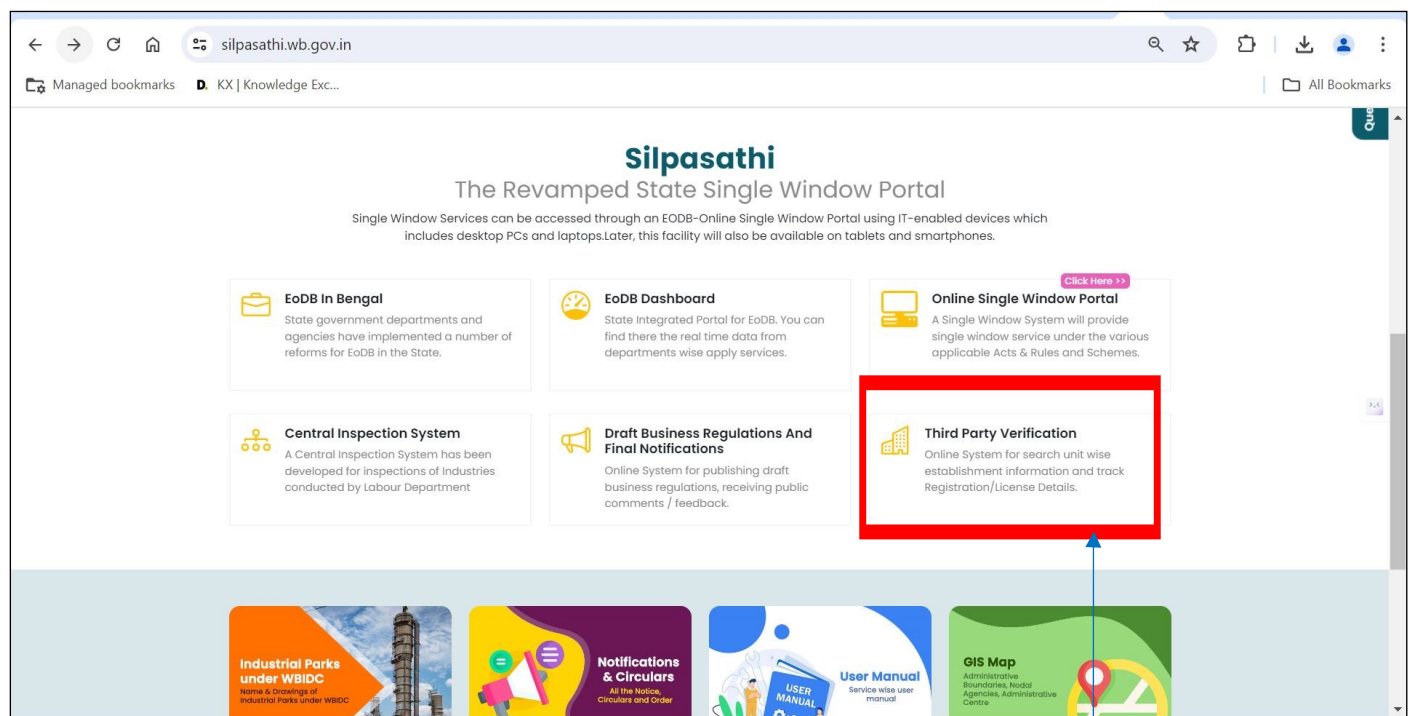 silpasathi.wb.gov.in
Managed bookmarks
D. KX | Knowledge Exc...
All Bookmarks
Que
Silpasathi
The Revamped State Single Window Portal
Single Window Services can be accessed through an EODB-Online Single Window Portal using IT-enabled devices which
includes desktop PCs and laptops.Later, this facility will also be available on tablets and smartphones.
EoDB In Bengal
State government departments and
agencies have implemented a number of
reforms for EoDB in the State.
EoDB Dashboard
State Integrated Portal for EoDB. You can
find there the real time data from
departments wise apply services.
Click Here >>
Online Single Window Portal
A Single Window System will provide
single window service under the various
applicable Acts & Rules and Schemes.
Central Inspection System
A Central Inspection System has been
developed for inspections of Industries
conducted by Labour Department
Draft Business Regulations And
Final Notifications
Online System for publishing draft
business regulations, receiving public
comments / feedback.
Third Party Verification
Online System for search unit wise
establishment information and track
Registration/License Details.
Industrial Parks
under WBIDC
Name & Drawings of
Industrial Parks under WBIDC
Notifications
& Circulars
All the Notice,
Circulars and Order
USER
MANUAL
User Manual
Service wise user
manual
GIS Map
Administrative
Boundaries, Nodal
Agencies, Administrative
Centre